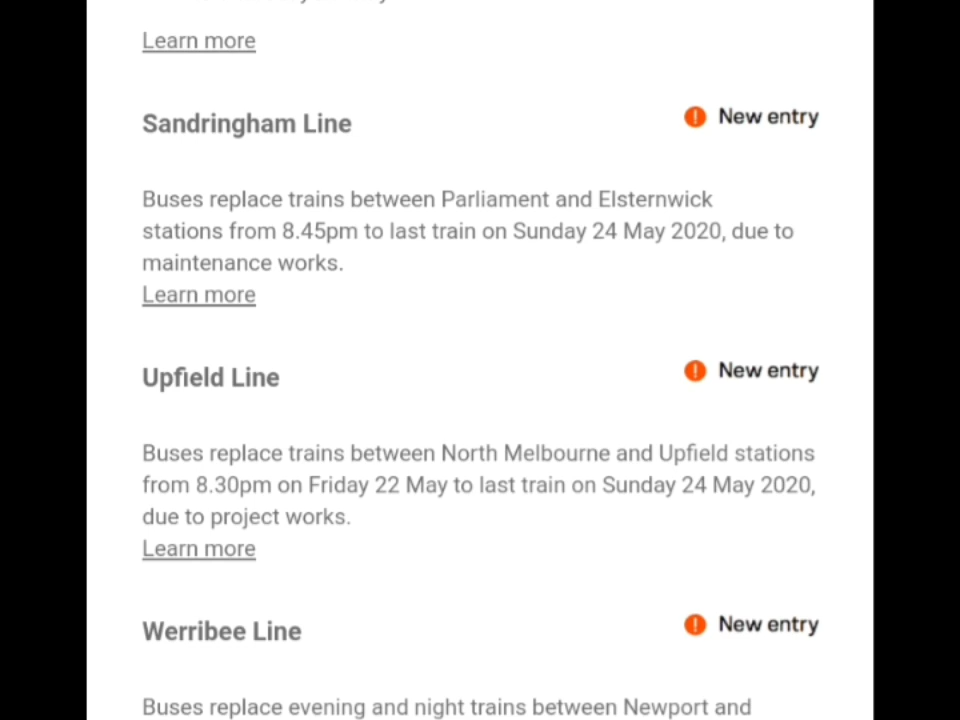 Learn more
Sandringham Line
New entry
Buses replace trains between Parliament and Elsternwick
stations from 8.45pm to last train on Sunday 24 May 2020, due to
maintenance works.
Learn more
Upfield Line
New entry
Buses replace trains between North Melbourne and Upfield stations
from 8.30pm on Friday 22 May to last train on Sunday 24 May 2020,
due to project works.
Learn more
Werribee Line
New entry
Buses replace evening and night trains between Newport and